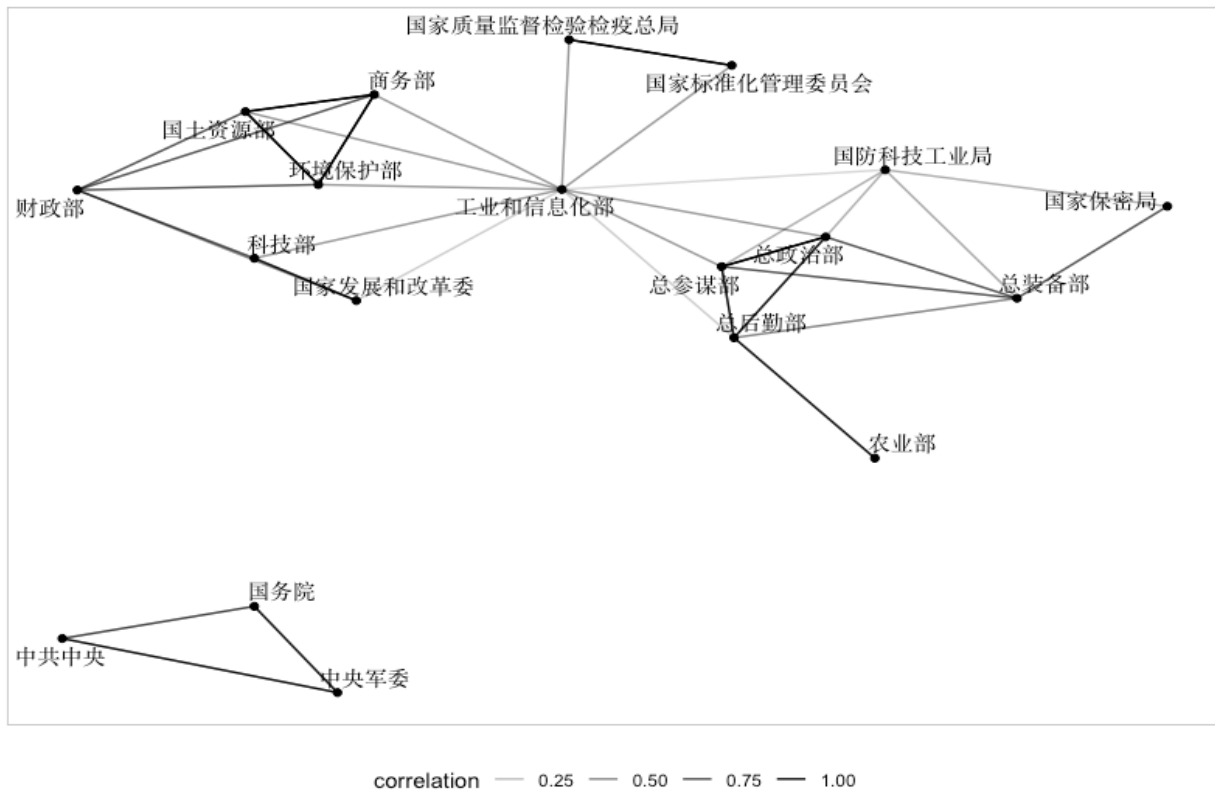 国家质量监督检验检疫总局
商务部
国家标准化管理委员会
国土资源部
国防科技工业局
环境保护部
国家保密局
财政部
工业和信息化部
科技部
总政治部
国家发展和改革委
总参谋部
总装备部
总后勤部
农业部
国务院
中共中央
中央军委
correlation 0.25 0.50 0.75 1.00